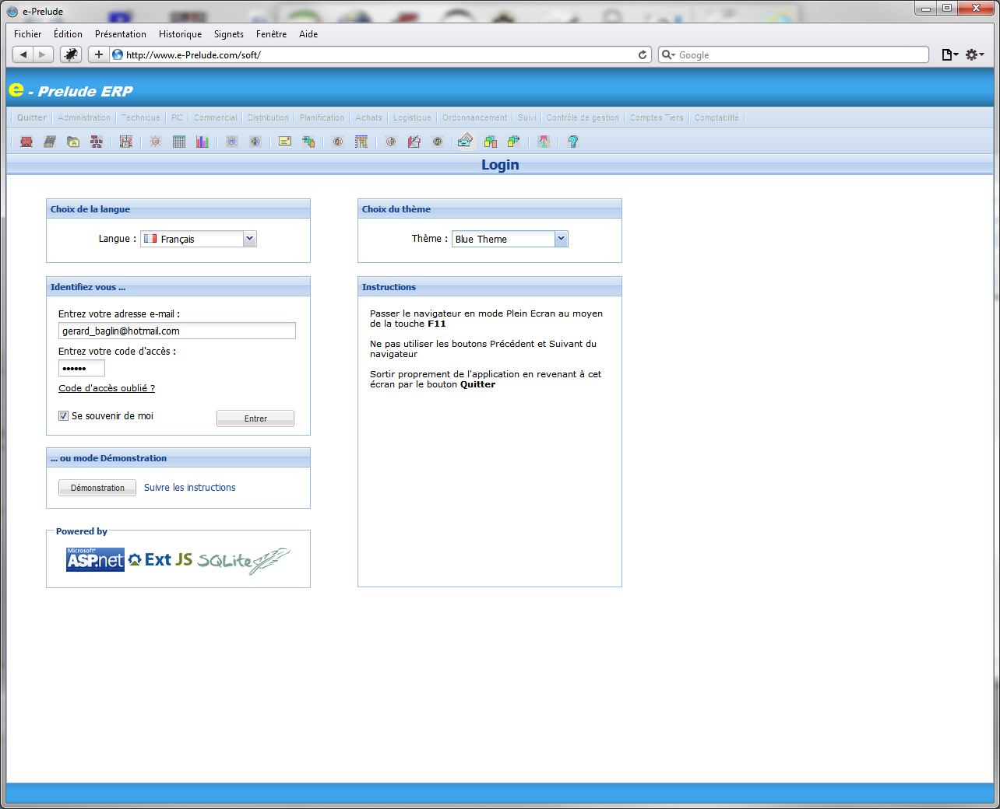 e-Prelude
Fichier Édition Présentation Historique Signets Fenêtre Aide
http://www.e-Prelude.com/soft/
Google
e - Prelude ERP
Quitter Administration Technique PIC Commercial Distribution Planification Achats Logistique Ordonnancement Suivi Contrôle de gestion Comptes Tiers Comptabilité
Login
Choix de la langue
Langue : Français
Choix du thème
Thème : Blue Theme
Identifiez vous ...
Entrez votre adresse e-mail :
gerard_baglin@hotmail.com
Entrez votre code d'accès :
••••••
Code d'accès oublié ?
Se souvenir de moi
Entrer
Instructions
Passer le navigateur en mode Plein Ecran au moyen
de la touche F11
Ne pas utiliser les boutons Précédent et Suivant du
navigateur
Sortir proprement de l'application en revenant à cet
écran par le bouton Quitter
... ou mode Démonstration
Démonstration Suivre les instructions
Powered by
Microsoft*
ASP.net Ext JS SQLite